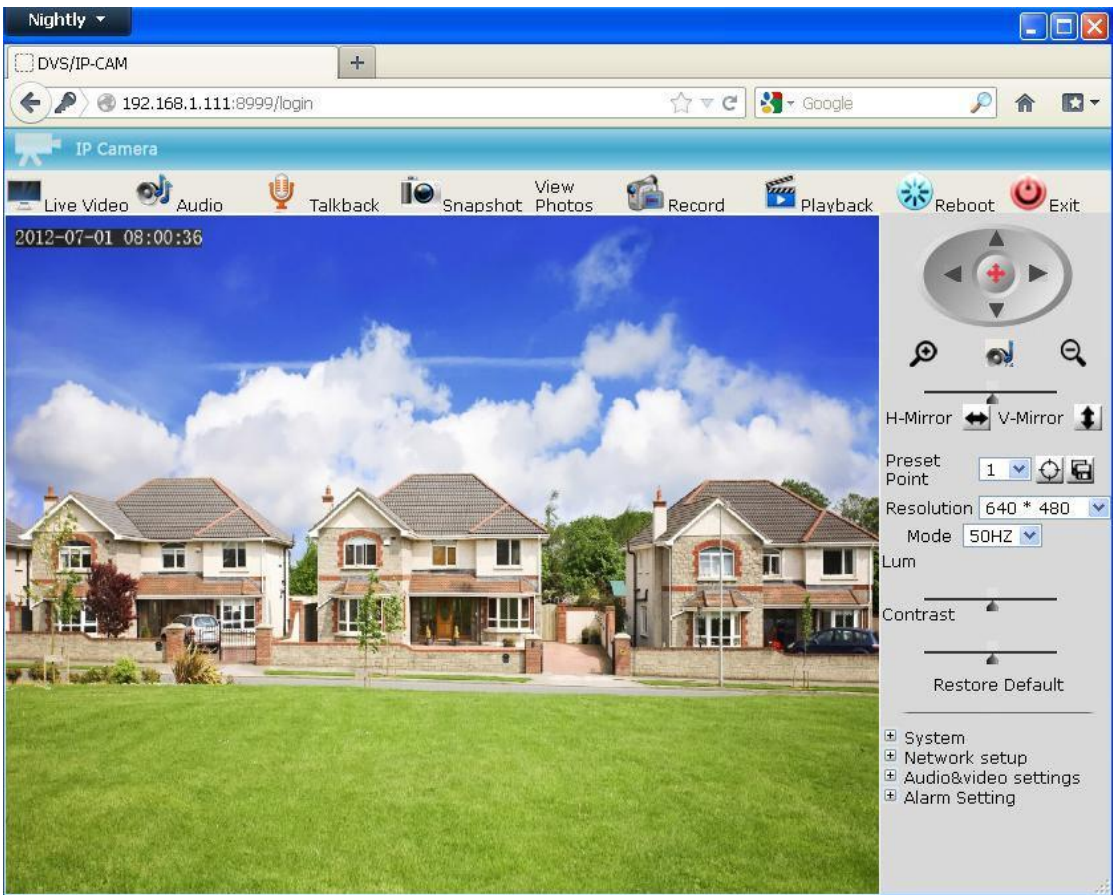 Nightly
DVS/IP-CAM
192.168.1.111:8999/login
Google
IP Camera
Live Video
Audio
Talkback
Snapshot
View
Photos
Record
Playback
Reboot
Exit
2012-07-01 08:00:36
H-Mirror
V-Mirror
Preset
Point
1
Resolution 640 * 480
Mode 50HZ
Lum
Contrast
Restore Default
System
Network setup
Audio&video settings
Alarm Setting